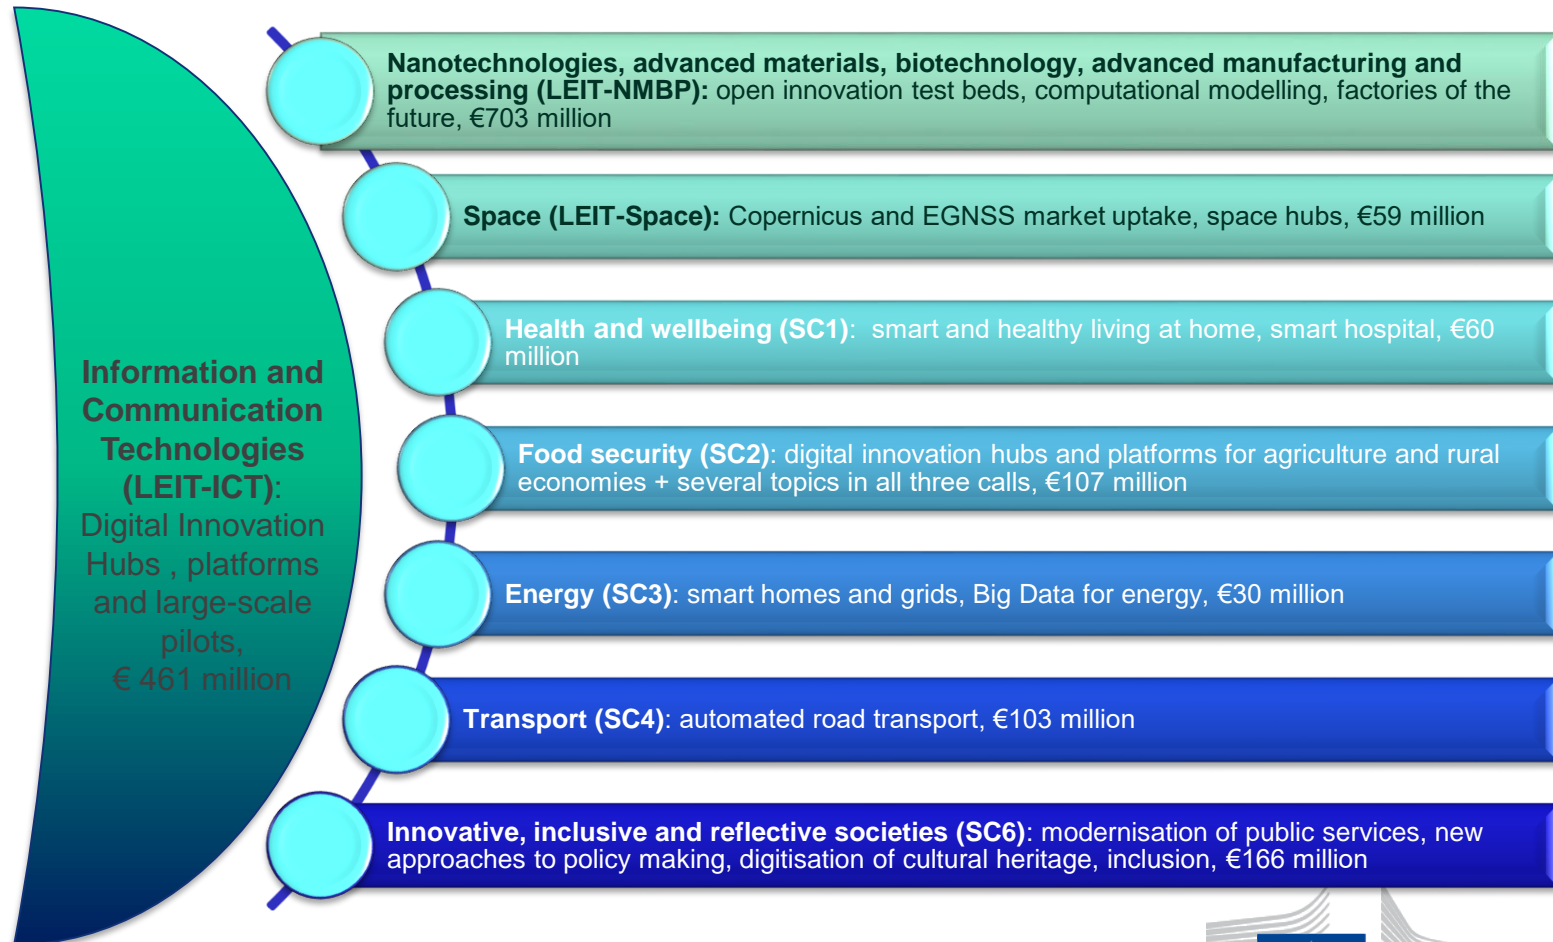 Information and
Communication
Technologies
(LEIT-ICT):
Digital Innovation
Hubs , platforms
and large-scale
pilots,
€ 461 million
Nanotechnologies, advanced materials, biotechnology, advanced manufacturing and
processing (LEIT-NMBP): open innovation test beds, computational modelling, factories of the
future, €703 million
Space (LEIT-Space): Copernicus and EGNSS market uptake, space hubs, €59 million
Health and wellbeing (SC1): smart and healthy living at home, smart hospital, €60
million
Food security (SC2): digital innovation hubs and platforms for agriculture and rural
economies + several topics in all three calls, €107 million
Energy (SC3): smart homes and grids, Big Data for energy, €30 million
Transport (SC4): automated road transport, €103 million
Innovative, inclusive and reflective societies (SC6): modernisation of public services, new
approaches to policy making, digitisation of cultural heritage, inclusion, €166 million